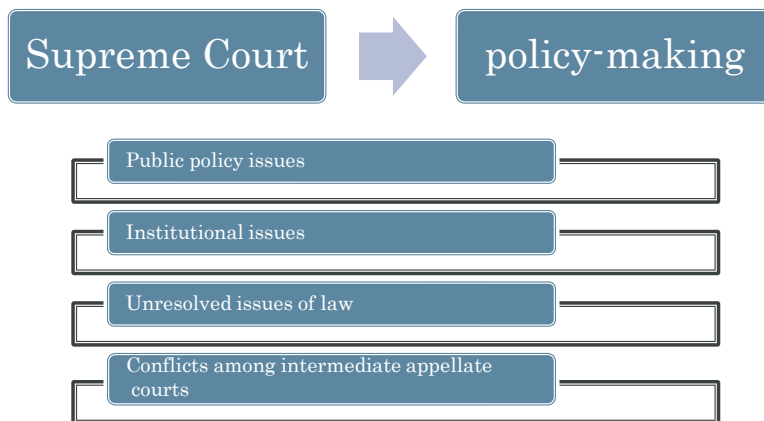 Supreme Court
policy-making
Public policy issues
Institutional issues
Unresolved issues of law
Conflicts among intermediate appellate
courts